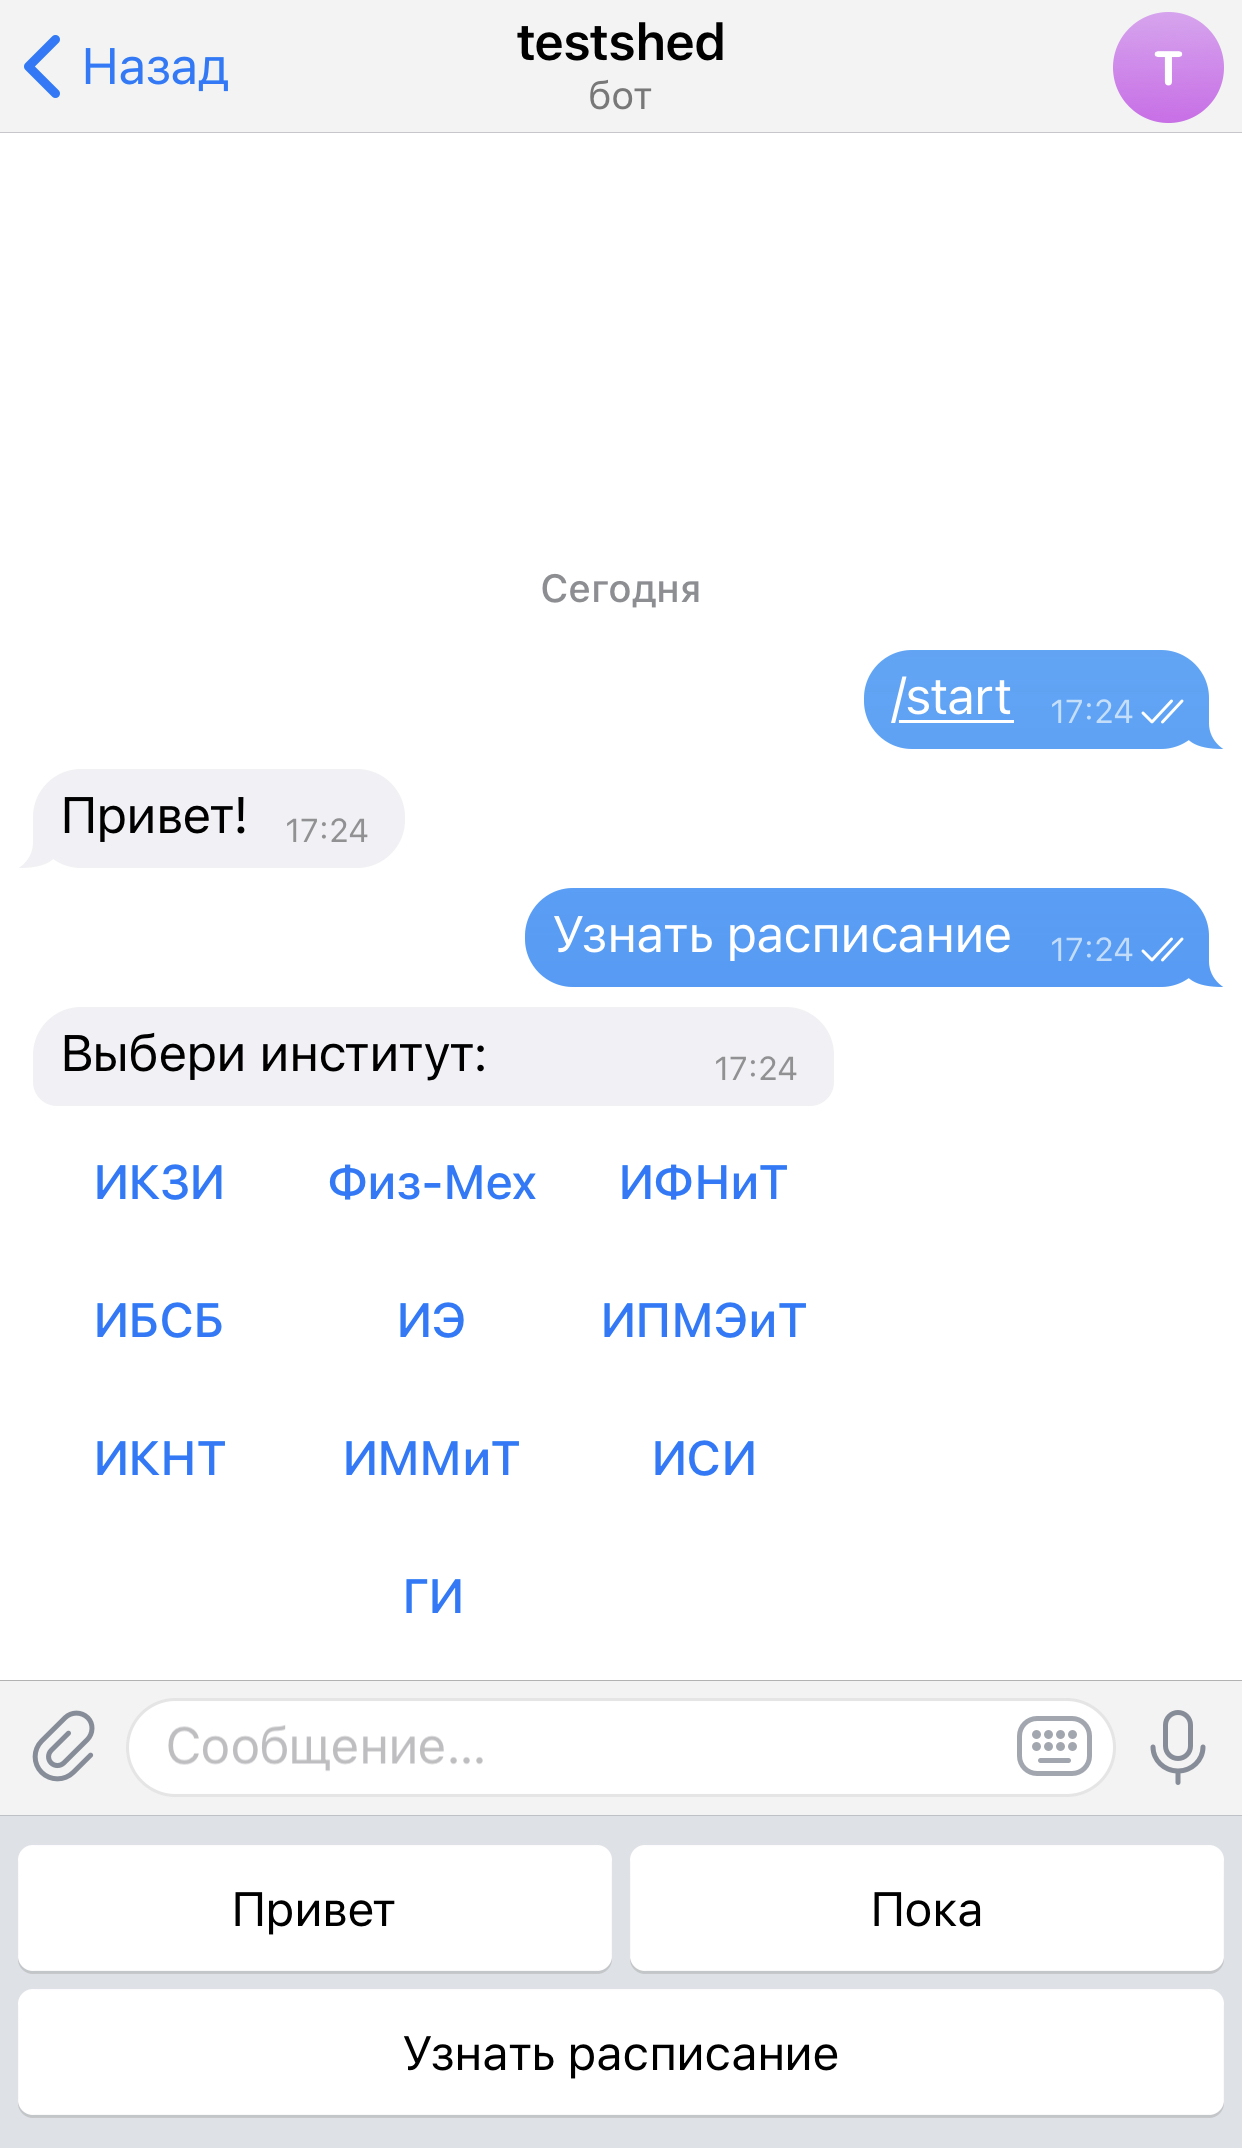 Назад
testshed
бот
T
Сегодня
/start 17:24
Привет! 17:24
Узнать расписание 17:24
Выбери институт: 17:24
ИКЗИ Физ-Мех ИФНиТ
ИБСБ ИЭ ИПМЭиТ
ИКНТ ИММиТ ИСИ
ГИ
Сообщение...
Привет Пока
Узнать расписание